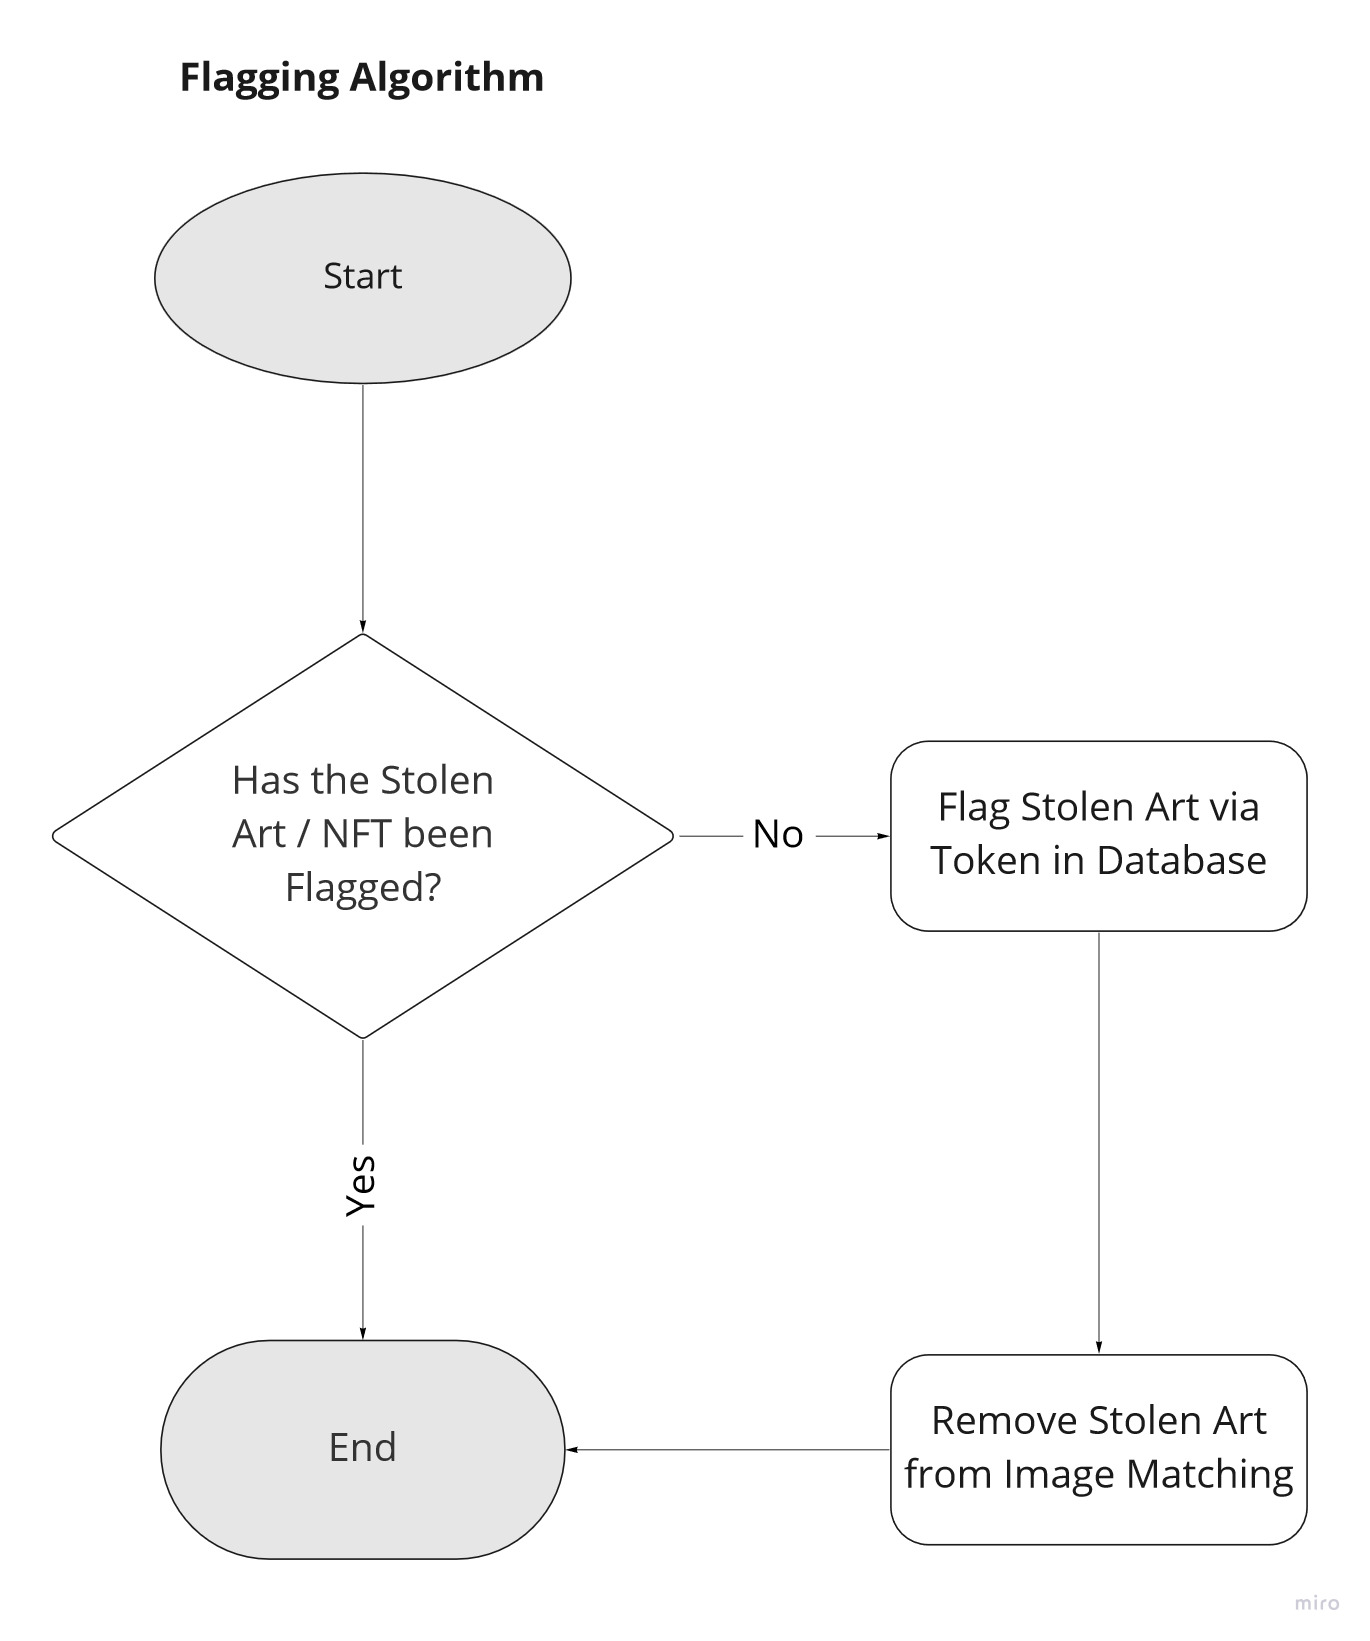 Flagging Algorithm
Start
Has the Stolen
Art / NFT been
Flagged?
No
Flag Stolen Art via
Token in Database
Yes
End
Remove Stolen Art
from Image Matching
miro